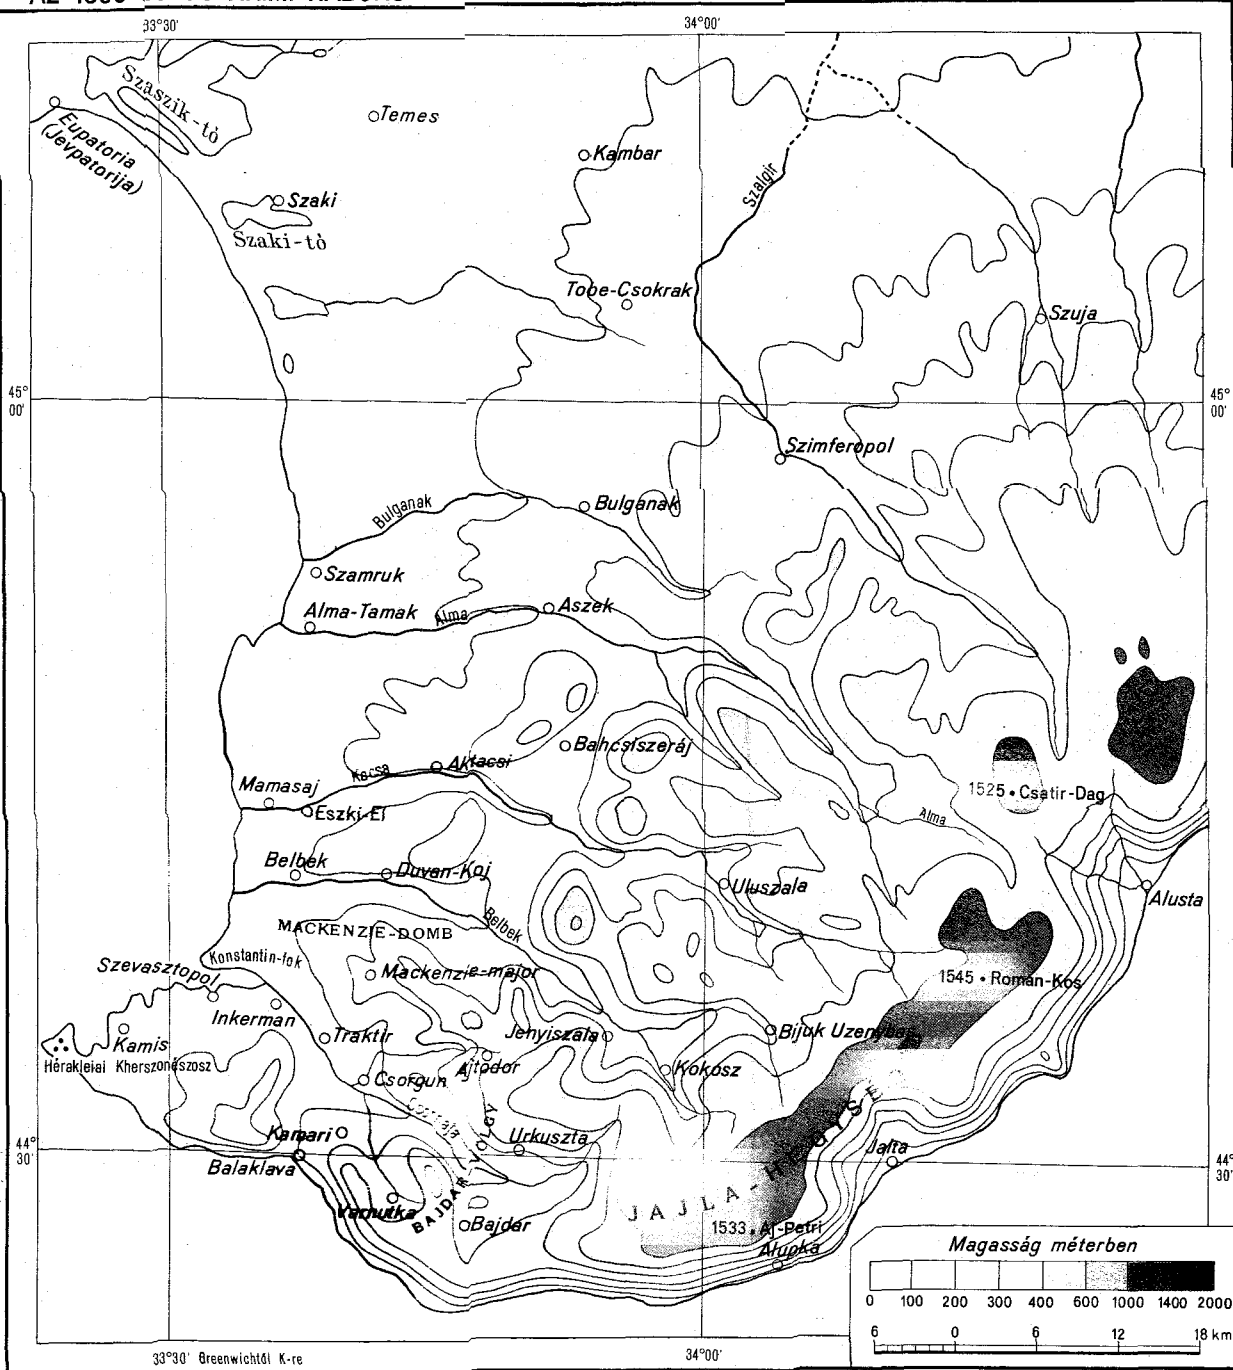 33°30'
34°00'
Szaszik-tó
Eupatoria
(Jevpatorija)
Temes
Kambar
Szalgir
Szaki
Szaki-tó
Tobe-Csokrak
Szuja
45°
00'
45°
00'
Szimferopol
Bulganak
Bulganak
Szamruk
Alma-Tamak
Alma
Aszek
Bahcsiszeráj
Kacsa
Aktacsi
Mamasaj
Eszki-El
1525 • Csatir-Dag
Alma
Belbek
Duvan-Koj
Uluszala
Alusta
Belbek
MACKENZIE-DOMB
Konstantin-fok
Szevasztopol
Mackenzie-major
1545 • Roman-Kos
Inkerman
Kamis
Traktir
Jenyiszala
Hérakleiai Kherszonészosz
Ajtodor
Kokosz
Csorgun
Kamari
Urkuszta
Jalta
44°
30'
44°
30'
Balaklava
BAJDAR-VÖLGY
Varnutka
Bajdar
JAJLA-HEGYSÉG
1533 • Aj-Petri
Alupka
Magasság méterben
0 100 200 300 400 600 1000 1400 2000
6 0 6 12 18 km
33°30' Greenwichtől K-re
34°00'